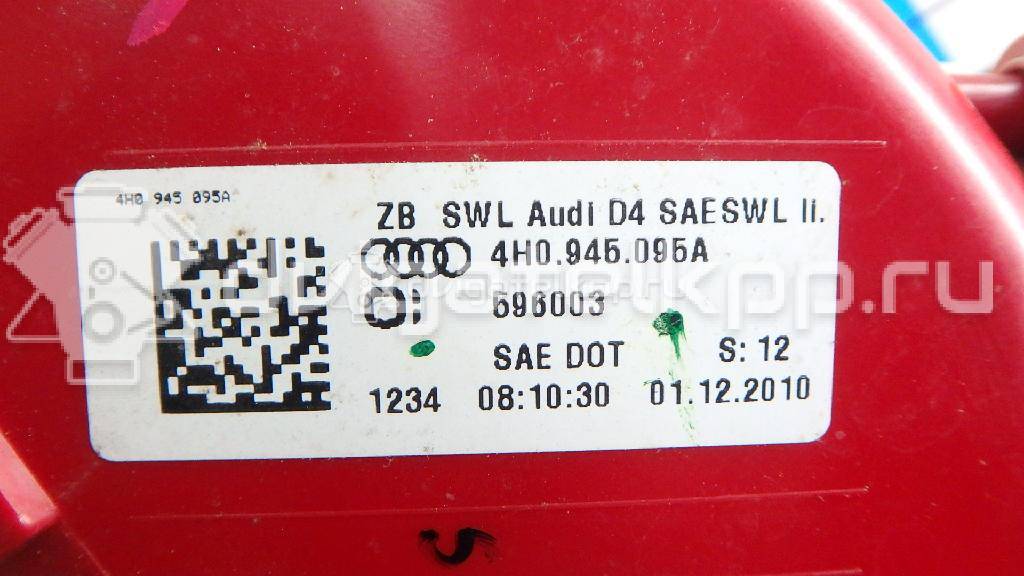 4H0 945 095A
ZB SWL Audi D4 SAESWL li.
4H0.945.095A
596003
SAE DOT S: 12
1234 08:10:30 01.12.2010